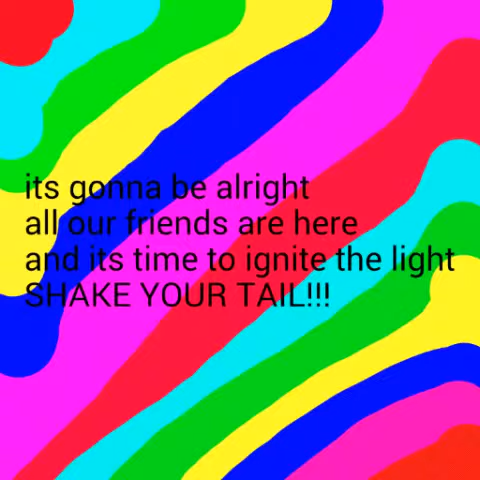 its gonna be alright
all our friends are here
and its time to ignite the light
SHAKE YOUR TAIL!!!